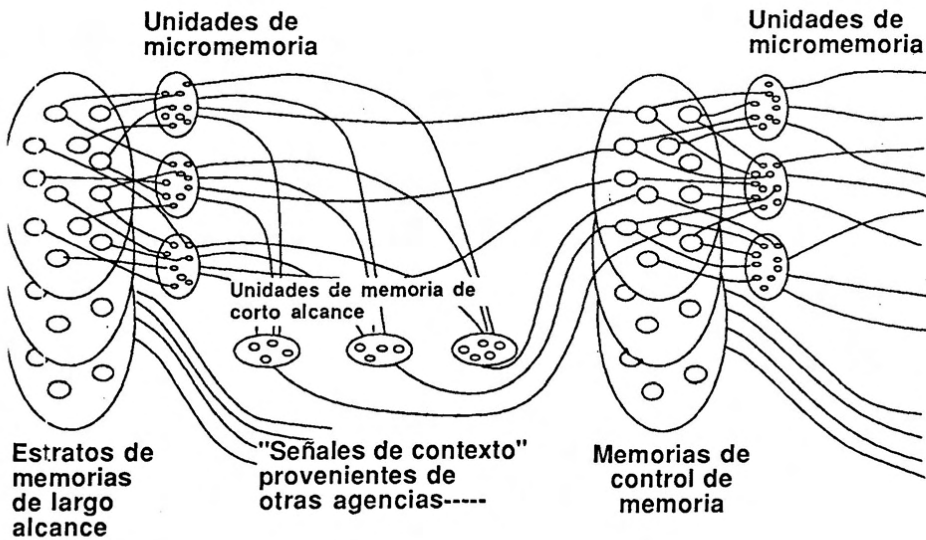 Unidades de
micromemoria
Unidades de
micromemoria
Unidades de memoria de
corto alcance
Estratos de
memorias
de largo
alcance
"Señales de contexto"
provenientes de
otras agencias-----
Memorias de
control de
memoria